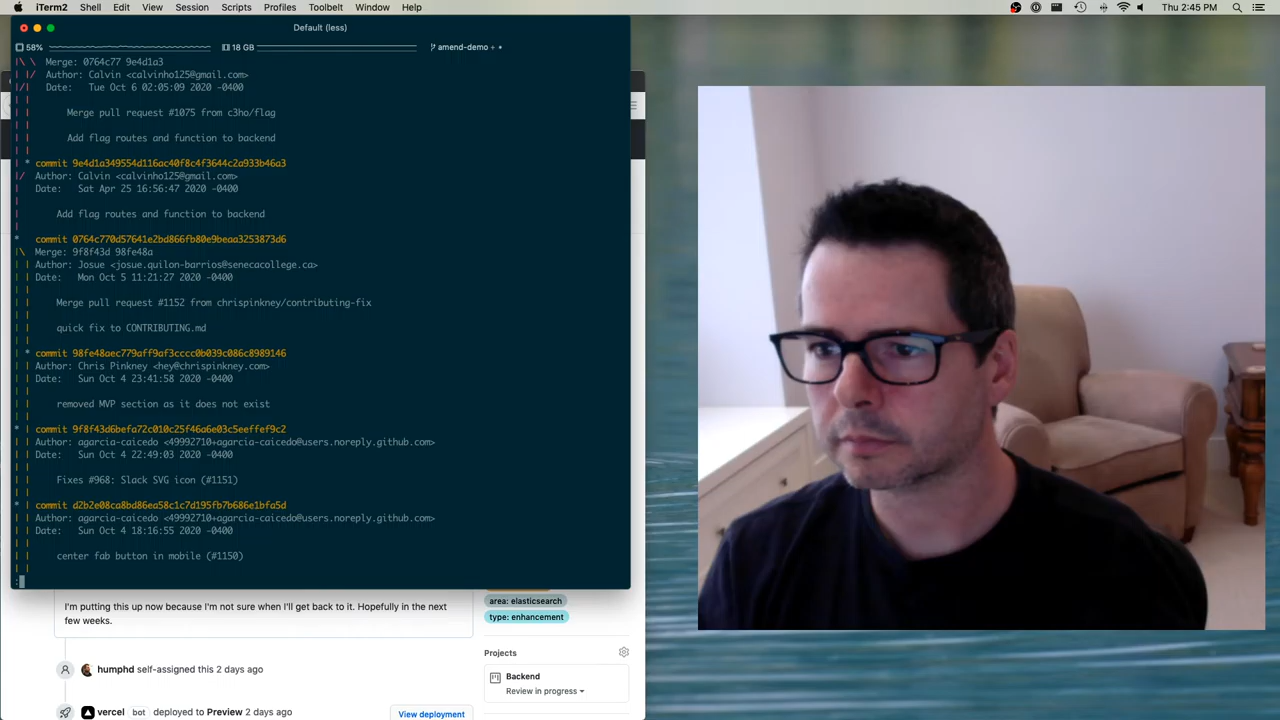 iTerm2 Shell Edit View Session Scripts Profiles Toolbelt Window Help
Thu 2:45 PM
Default (less)
58%
18 GB
amend-demo + •
Merge: 0764c77 9e4d1a3
Author: Calvin <calvinho125@gmail.com>
Date: Tue Oct 6 02:05:09 2020 -0400
Merge pull request #1075 from c3ho/flag
Add flag routes and function to backend
* commit 9e4d1a349554d116ac40f8c4f3644c2a933b46a3
Author: Calvin <calvinho125@gmail.com>
Date: Sat Apr 25 16:56:47 2020 -0400
Add flag routes and function to backend
* commit 0764c770d57641e2bd866fb80e9beaa3253873d6
Merge: 9f8f43d 98fe48a
Author: Josue <josue.quilon-barrios@senecacollege.ca>
Date: Mon Oct 5 11:21:27 2020 -0400
Merge pull request #1152 from chrispinkney/contributing-fix
quick fix to CONTRIBUTING.md
* commit 98fe48aec779aff9af3cccc0b039c086c8989146
Author: Chris Pinkney <hey@chrispinkney.com>
Date: Sun Oct 4 23:41:58 2020 -0400
removed MVP section as it does not exist
* commit 9f8f43d6befa72c010c25f46a6e03c5eeffef9c2
Author: agarcia-caicedo <49992710+agarcia-caicedo@users.noreply.github.com>
Date: Sun Oct 4 22:49:03 2020 -0400
Fixes #968: Slack SVG icon (#1151)
* commit d2b2e08ca8bd86ea58c1c7d195fb7b686e1bfa5d
Author: agarcia-caicedo <49992710+agarcia-caicedo@users.noreply.github.com>
Date: Sun Oct 4 18:16:55 2020 -0400
center fab button in mobile (#1150)
:
I'm putting this up now because I'm not sure when I'll get back to it. Hopefully in the next
few weeks.
area: elasticsearch
type: enhancement
humphd self-assigned this 2 days ago
Projects
Backend
Review in progress
vercel bot deployed to Preview 2 days ago
View deployment